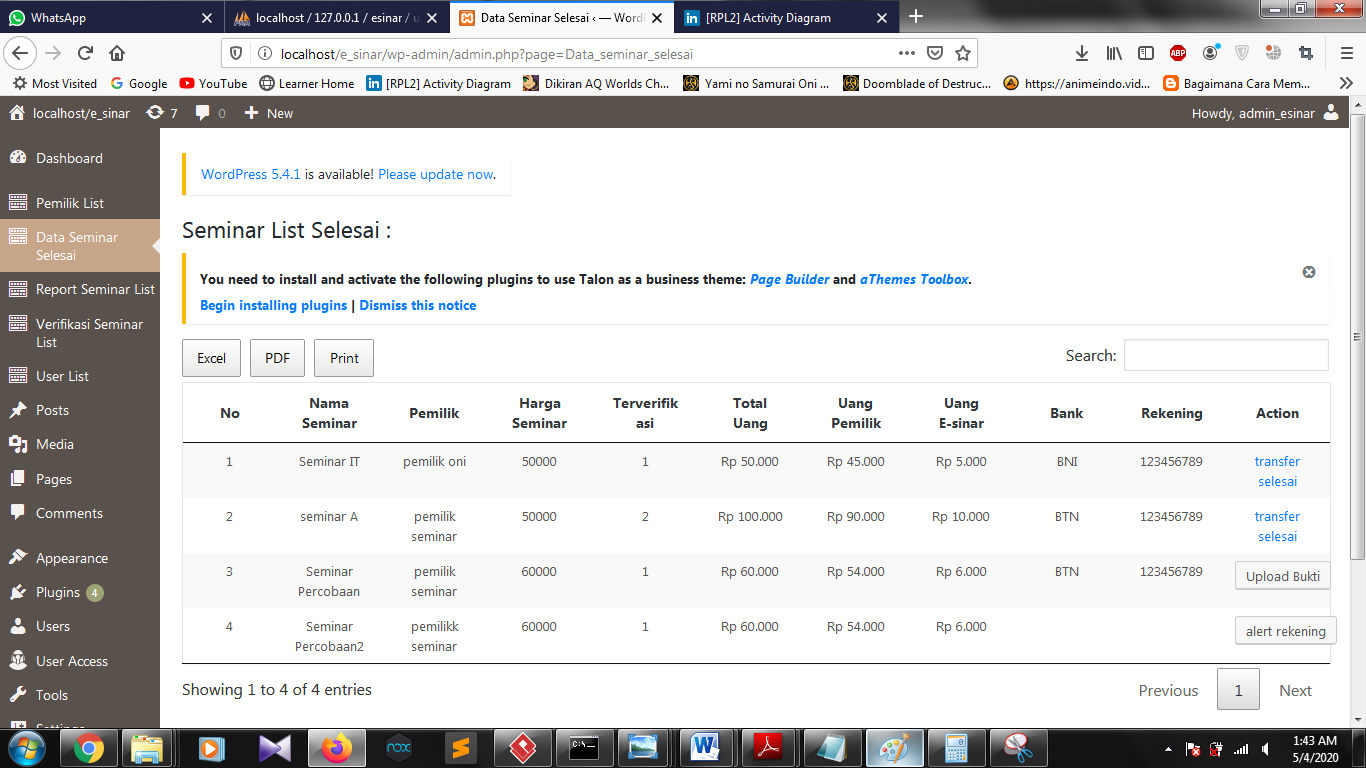 WhatsApp
localhost / 127.0.0.1 / esinar / u
Data Seminar Selesai ‹ — Word
[RPL2] Activity Diagram
localhost/e_sinar/wp-admin/admin.php?page=Data_seminar_selesai
Most Visited
Google
YouTube
Learner Home
[RPL2] Activity Diagram
Dikiran AQ Worlds Ch...
Yami no Samurai Oni ...
Doomblade of Destruc...
https://animeindo.vid...
Bagaimana Cara Mem...
localhost/e_sinar
7
0
New
Howdy, admin_esinar
Dashboard
Pemilik List
Data Seminar
Selesai
Report Seminar List
Verifikasi Seminar
List
User List
Posts
Media
Pages
Comments
Appearance
Plugins 4
Users
User Access
Tools
Settings
WordPress 5.4.1 is available! Please update now.
Seminar List Selesai :
You need to install and activate the following plugins to use Talon as a business theme: Page Builder and aThemes Toolbox.
Begin installing plugins | Dismiss this notice
Excel
PDF
Print
Search:
No
Nama
Seminar
Pemilik
Harga
Seminar
Terverifik
asi
Total
Uang
Uang
Pemilik
Uang
E-sinar
Bank
Rekening
Action
1
Seminar IT
pemilik oni
50000
1
Rp 50.000
Rp 45.000
Rp 5.000
BNI
123456789
transfer
selesai
2
seminar A
pemilik
seminar
50000
2
Rp 100.000
Rp 90.000
Rp 10.000
BTN
123456789
transfer
selesai
3
Seminar
Percobaan
pemilik
seminar
60000
1
Rp 60.000
Rp 54.000
Rp 6.000
BTN
123456789
Upload Bukti
4
Seminar
Percobaan2
pemilikk
seminar
60000
1
Rp 60.000
Rp 54.000
Rp 6.000
alert rekening
Showing 1 to 4 of 4 entries
Previous
1
Next
ABP
nox
C:\
1:43 AM
5/4/2020